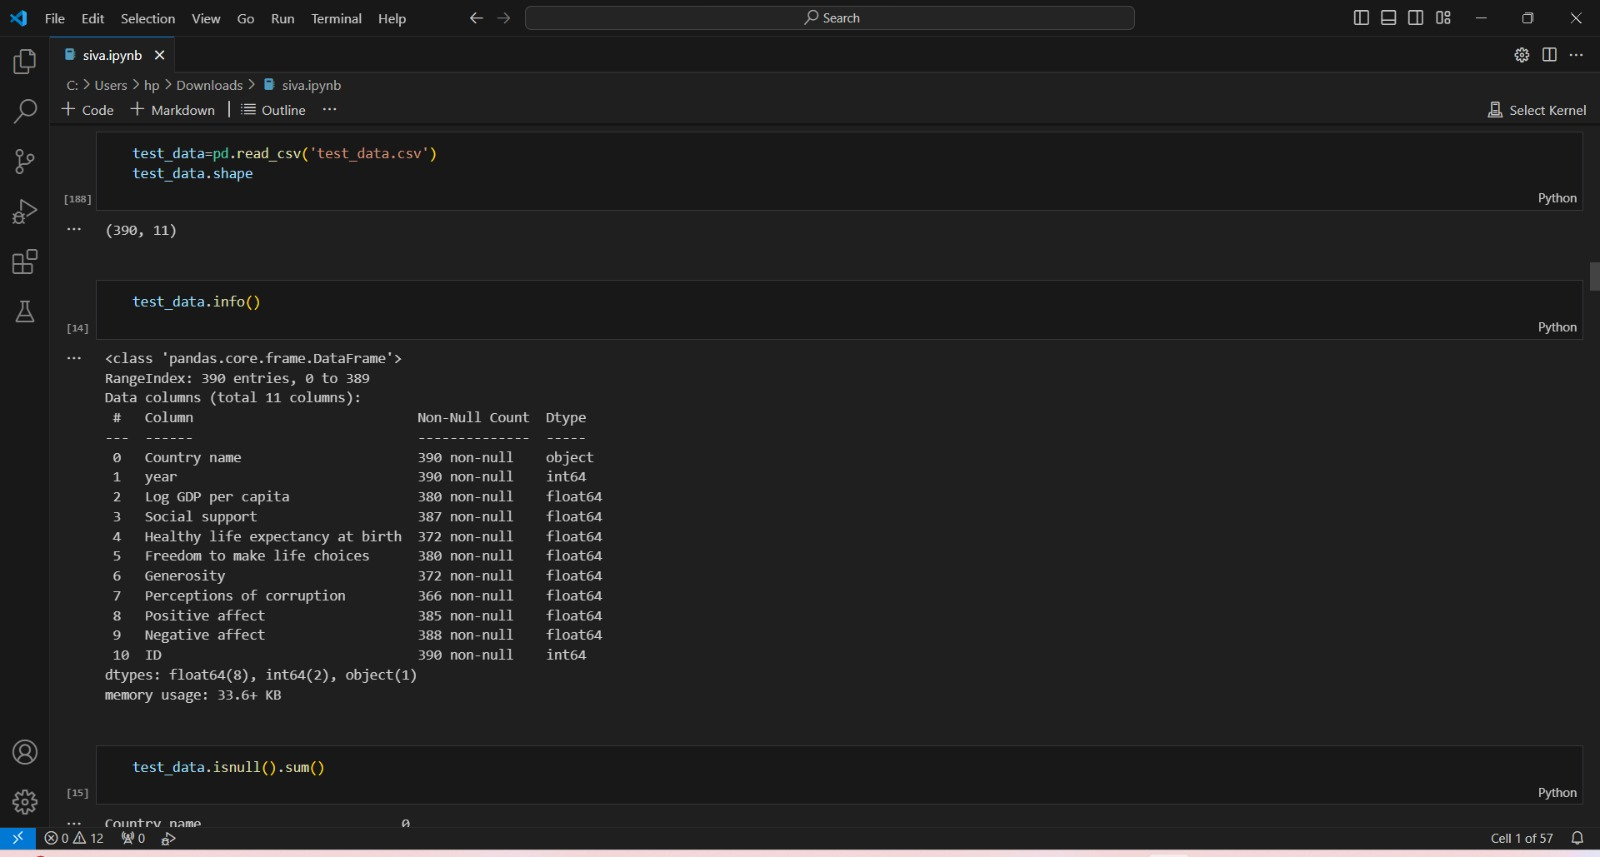 File Edit Selection View Go Run Terminal Help
Search
siva.ipynb
C: > Users > hp > Downloads > siva.ipynb
+ Code + Markdown | Outline ···
Select Kernel
test_data=pd.read_csv('test_data.csv')
test_data.shape
[188]
Python
··· (390, 11)
test_data.info()
[14]
Python
··· <class 'pandas.core.frame.DataFrame'>
RangeIndex: 390 entries, 0 to 389
Data columns (total 11 columns):
# Column Non-Null Count Dtype
--- ------ -------------- -----
0 Country name 390 non-null object
1 year 390 non-null int64
2 Log GDP per capita 380 non-null float64
3 Social support 387 non-null float64
4 Healthy life expectancy at birth 372 non-null float64
5 Freedom to make life choices 380 non-null float64
6 Generosity 372 non-null float64
7 Perceptions of corruption 366 non-null float64
8 Positive affect 385 non-null float64
9 Negative affect 388 non-null float64
10 ID 390 non-null int64
dtypes: float64(8), int64(2), object(1)
memory usage: 33.6+ KB
test_data.isnull().sum()
[15]
Python
··· Country name 0
0 12 0
Cell 1 of 57